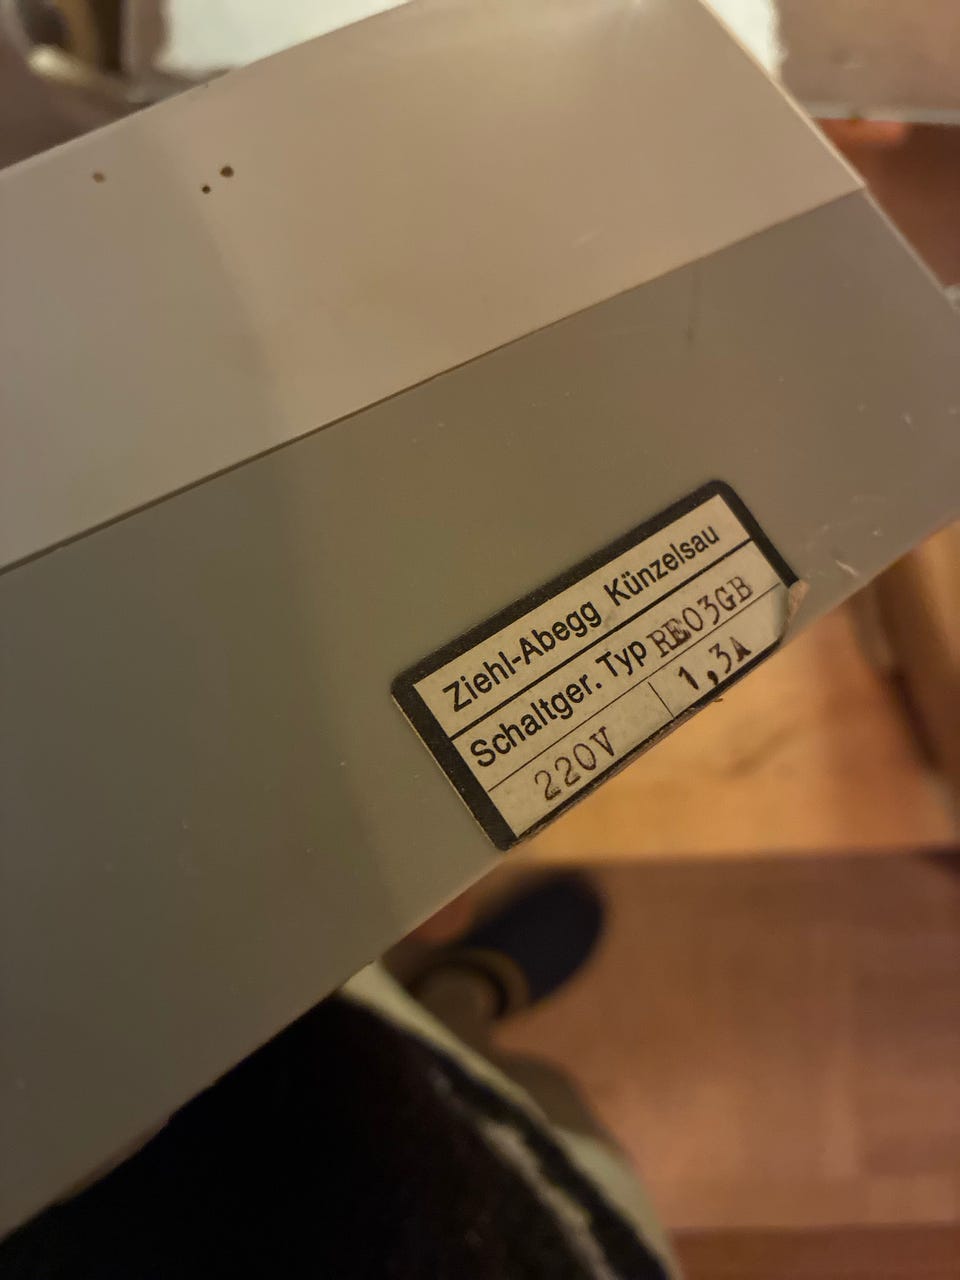 Ziehl-Abegg Künzelsau
Schaltger. Typ RE03GB
220V 1,3A